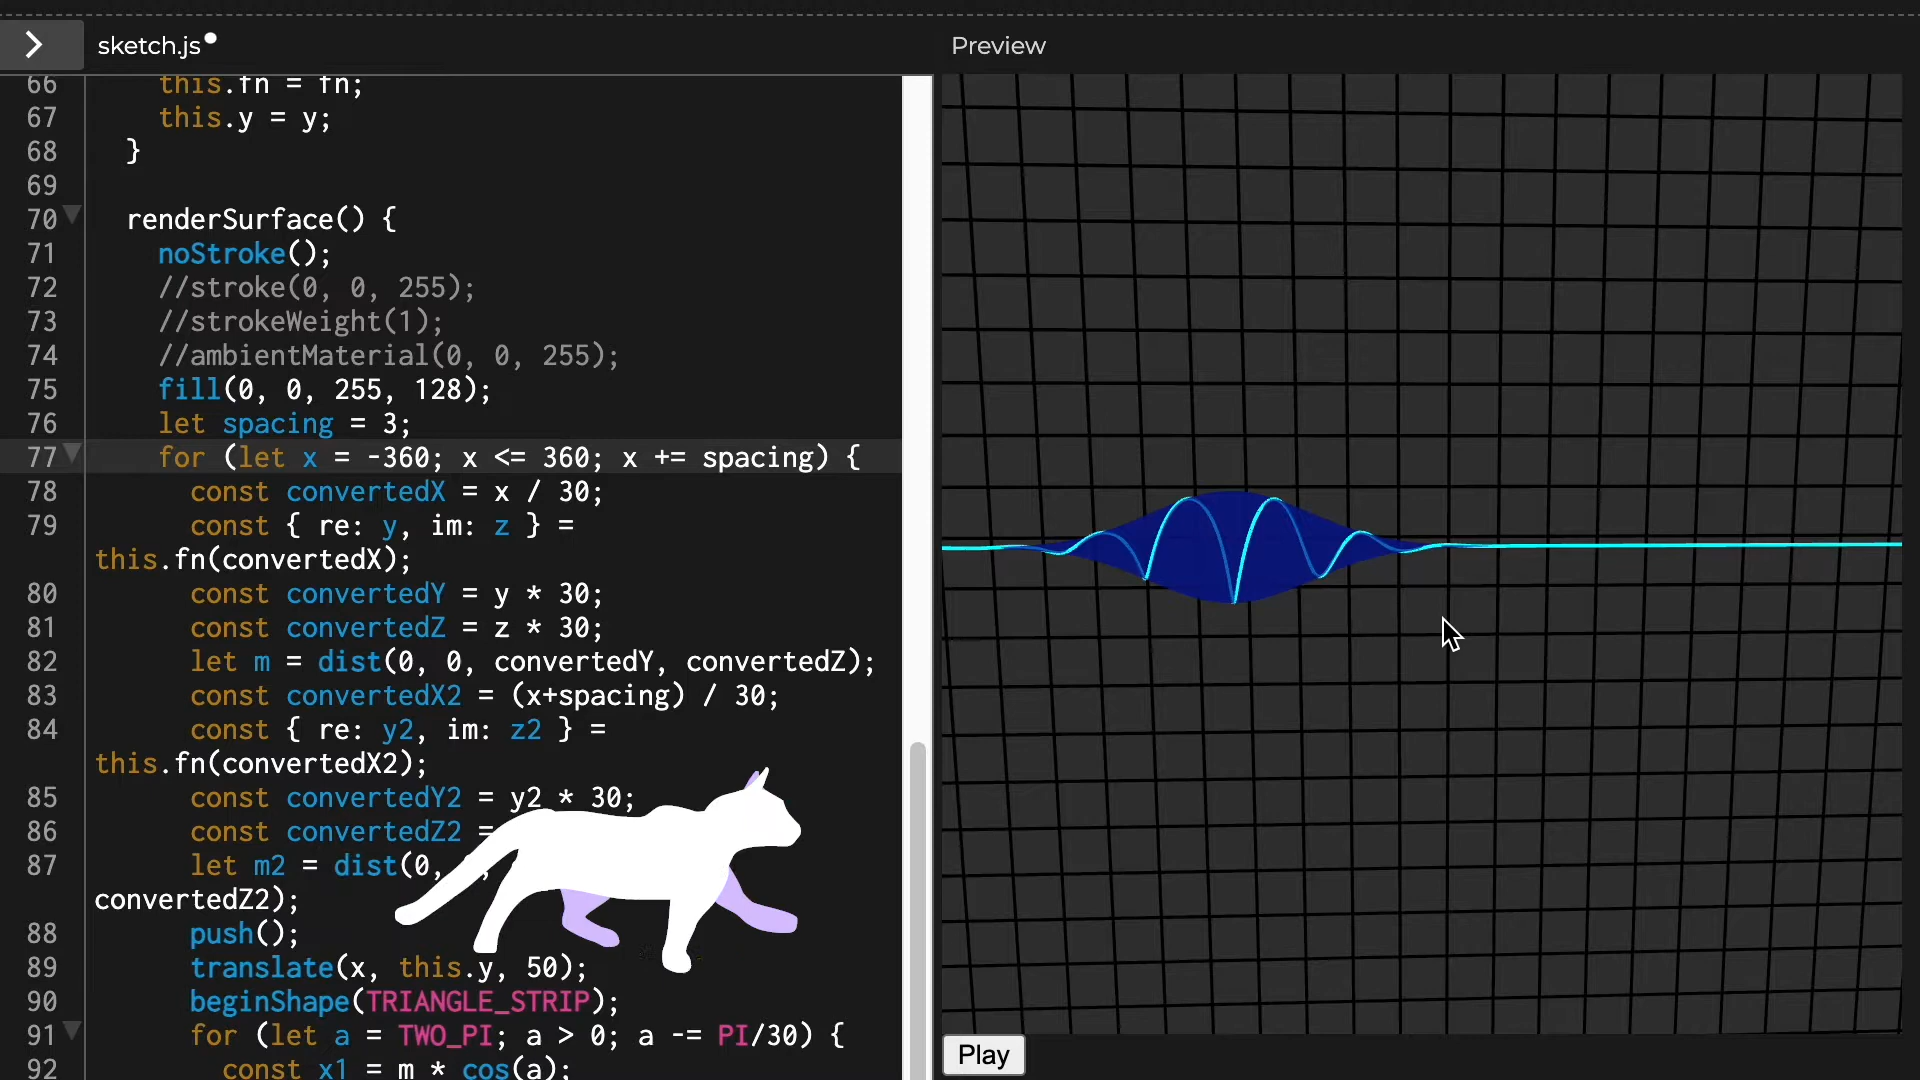 sketch.js
Preview
66 this.fn = fn;
67 this.y = y;
68 }
69
70 renderSurface() {
71 noStroke();
72 //stroke(0, 0, 255);
73 //strokeWeight(1);
74 //ambientMaterial(0, 0, 255);
75 fill(0, 0, 255, 128);
76 let spacing = 3;
77 for (let x = -360; x <= 360; x += spacing) {
78 const convertedX = x / 30;
79 const { re: y, im: z } =
this.fn(convertedX);
80 const convertedY = y * 30;
81 const convertedZ = z * 30;
82 let m = dist(0, 0, convertedY, convertedZ);
83 const convertedX2 = (x+spacing) / 30;
84 const { re: y2, im: z2 } =
this.fn(convertedX2);
85 const convertedY2 = y2 * 30;
86 const convertedZ2 =
87 let m2 = dist(0,
convertedZ2);
88 push();
89 translate(x, this.y, 50);
90 beginShape(TRIANGLE_STRIP);
91 for (let a = TWO_PI; a > 0; a -= PI/30) {
92 const x1 = m * cos(a);
Play